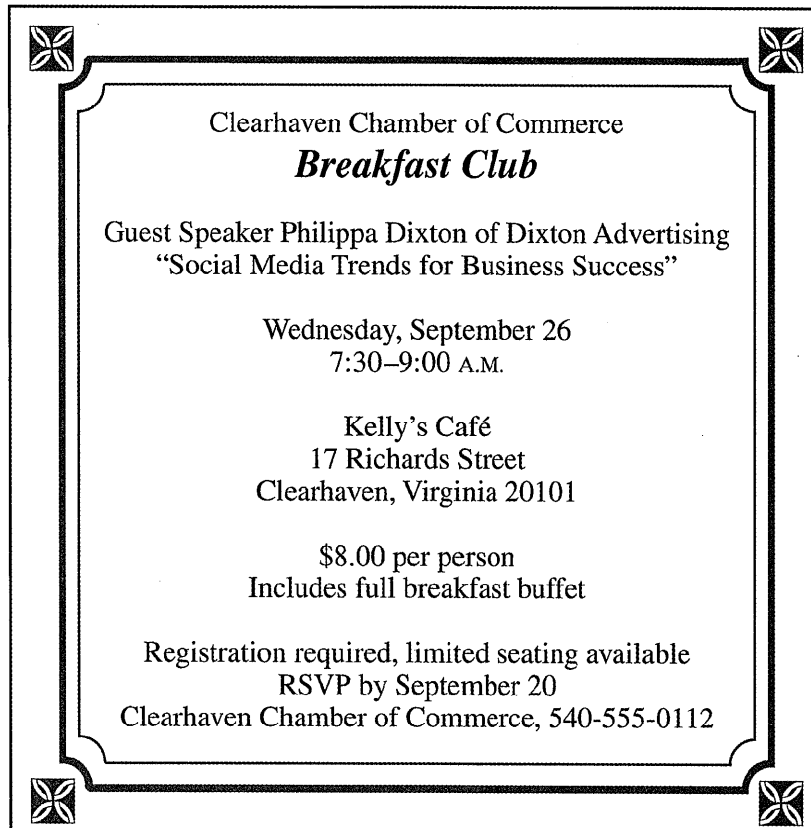 Clearhaven Chamber of Commerce
Breakfast Club
Guest Speaker Philippa Dixton of Dixton Advertising
“Social Media Trends for Business Success”
Wednesday, September 26
7:30–9:00 A.M.
Kelly’s Café
17 Richards Street
Clearhaven, Virginia 20101
$8.00 per person
Includes full breakfast buffet
Registration required, limited seating available
RSVP by September 20
Clearhaven Chamber of Commerce, 540-555-0112